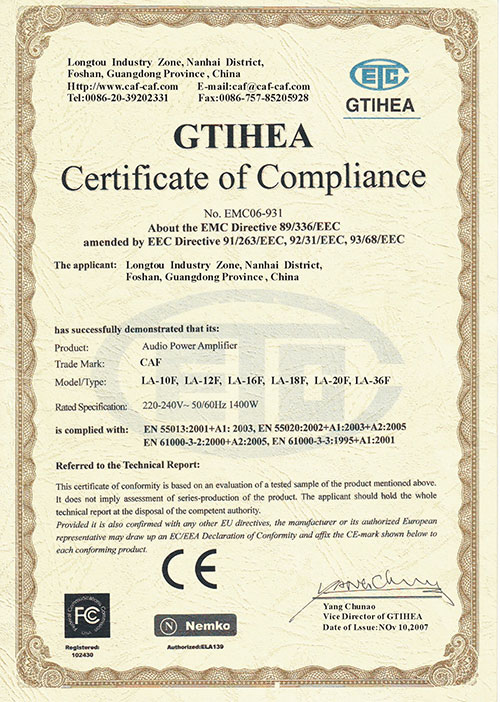 Longtou Industry Zone, Nanhai District,
Foshan, Guangdong Province, China
Http://www.caf-caf.com E-mail:caf@caf-caf.com
Tel:0086-20-39202331 Fax:0086-757-85205928
ETC
GTIHEA
GTIHEA
Certificate of Compliance
No. EMC06-931
About the EMC Directive 89/336/EEC
amended by EEC Directive 91/263/EEC, 92/31/EEC, 93/68/EEC
The applicant: Longtou Industry Zone, Nanhai District,
Foshan, Guangdong Province, China
has successfully demonstrated that its:
Product: Audio Power Amplifier
Trade Mark: CAF
Model/Type: LA-10F, LA-12F, LA-16F, LA-18F, LA-20F, LA-36F
Rated Specification: 220-240V~ 50/60Hz 1400W
is complied with: EN 55013:2001+A1: 2003, EN 55020:2002+A1:2003+A2:2005
EN 61000-3-2:2000+A2:2005, EN 61000-3-3:1995+A1:2001
Referred to the Technical Report:
This certificate of conformity is based on an evaluation of a tested sample of the product mentioned above.
It does not imply assessment of series-production of the product. The applicant should hold the whole
technical report at the disposal of the competent authority.
Provided it is also confirmed with any other EU directives, the manufacturer or its authorized European
representative may draw up an EC/EEA Declaration of Conformity and affix the CE-mark shown below to
each conforming product.
CE
FC
N Nemko
Registered:
102430
Authorized:ELA139
Yang Chunao
Vice Director of GTIHEA
Date of Issue:NOv 10,2007